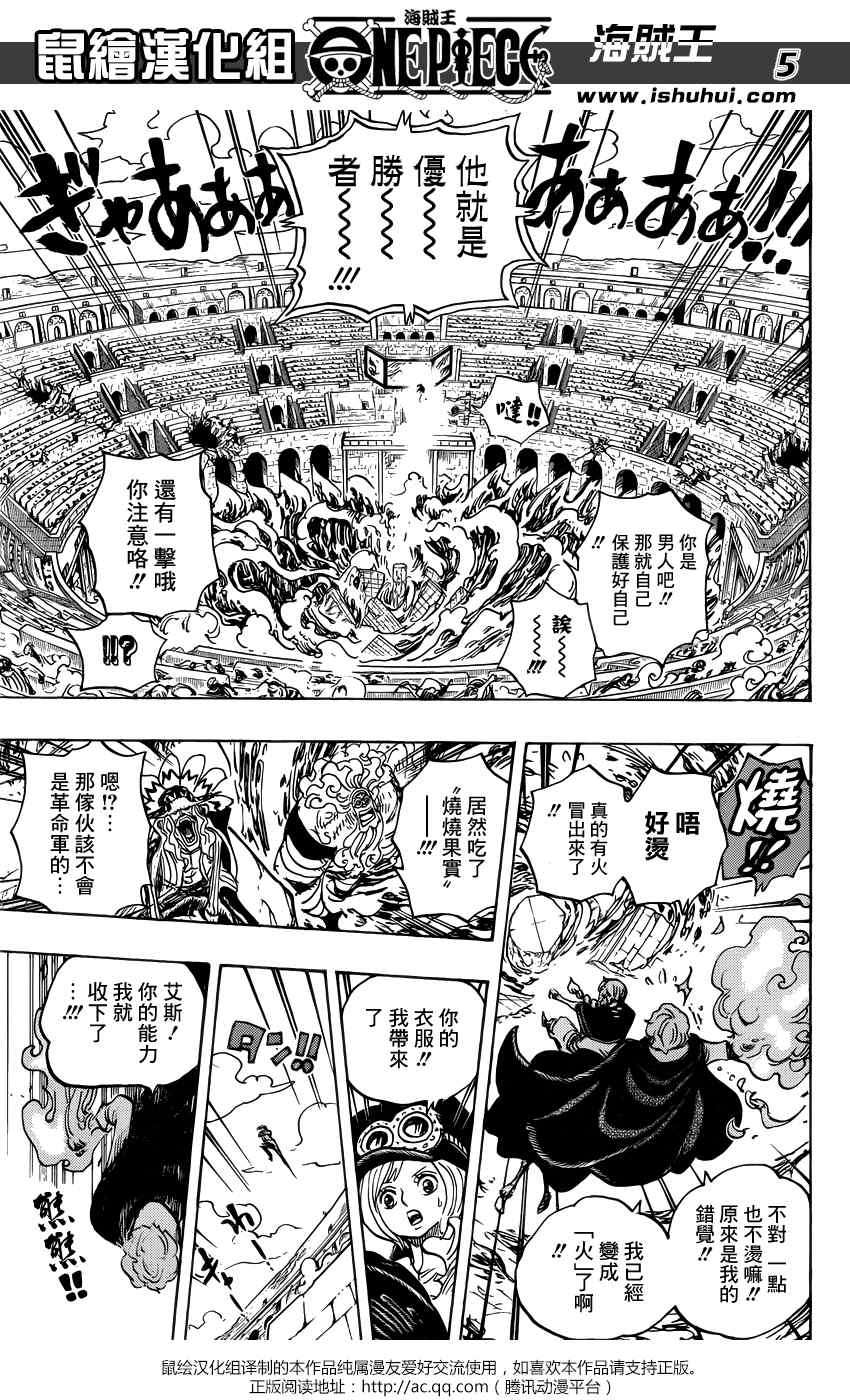 鼠繪漢化組
海賊王
ONE PIECE
海賊王
5
www.ishuhui.com
ぎゃあぁあぁ
他就是
優～～～
勝～～～
者～～～!!!
あぁあぁ!!!
噠!!
你是
男人吧!!
那就自己
保護好自己
!!
誒～～
～～!!!
還有一擊哦
你注意咯!!
!!?
燒!!
唔
好燙
真的有火
冒出來了
!!
居然吃了
〝燒燒果實〞
——!!!
嗯!?…
那傢伙該不會
是革命軍的…
不對一點
也不燙嘛!!
原來是我的
錯覺!!
我已經
變成
「火」了啊
你的
衣服!!
我帶來
了
タン!!
艾斯!
你的能力
我就
收下了
…!!!
熊熊!!
鼠绘汉化组译制的本作品纯属漫友爱好交流使用，如喜欢本作品请支持正版。
正版阅读地址：http://ac.qq.com（腾讯动漫平台）